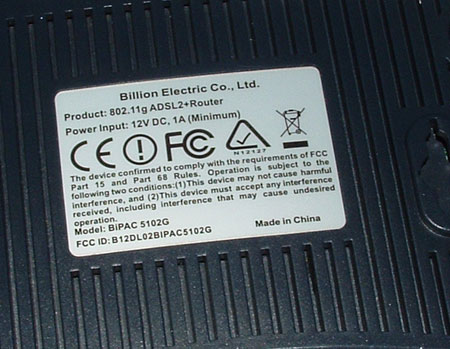 Billion Electric Co., Ltd.
Product: 802.11g ADSL2+Router
Power Input: 12V DC, 1A (Minimum)
CE FC
N12127
The device confirmed to comply with the requirements of FCC
Part 15 and Part 68 Rules. Operation is subject to the
following two conditions:(1)This device may not cause harmful
interference, and (2)This device must accept any interference
received, including interference that may cause undesired
operation.
Model: BiPAC 5102G
Made in China
FCC ID: B12DL02BIPAC5102G